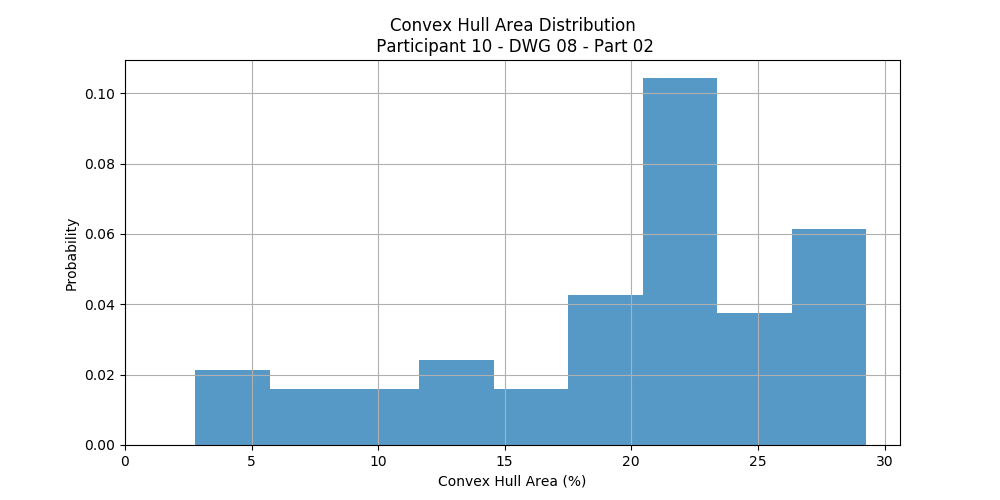 Convex Hull Area Distribution
Participant 10 - DWG 08 - Part 02
0.10
0.08
0.06
0.04
0.02
0.00
Probability
0 5 10 15 20 25 30
Convex Hull Area (%)